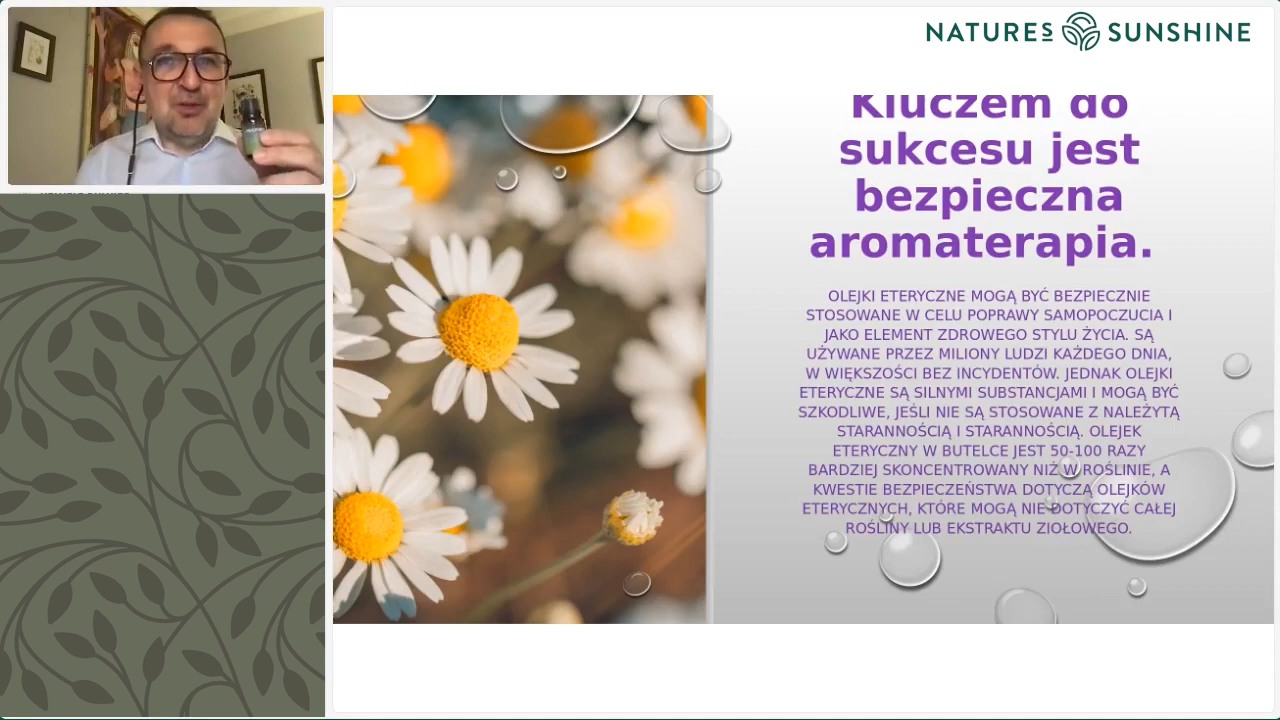 NATURES SUNSHINE
Kluczem do
sukcesu jest
bezpieczna
aromaterapia.
OLEJKI ETERYCZNE MOGĄ BYĆ BEZPIECZNIE
STOSOWANE W CELU POPRAWY SAMOPOCZUCIA I
JAKO ELEMENT ZDROWEGO STYLU ŻYCIA. SĄ
UŻYWANE PRZEZ MILIONY LUDZI KAŻDEGO DNIA,
W WIĘKSZOŚCI BEZ INCYDENTÓW. JEDNAK OLEJKI
ETERYCZNE SĄ SILNYMI SUBSTANCJAMI I MOGĄ BYĆ
SZKODLIWE, JEŚLI NIE SĄ STOSOWANE Z NALEŻYTĄ
STARANNOŚCIĄ I STARANNOŚCIĄ. OLEJEK
ETERYCZNY W BUTELCE JEST 50-100 RAZY
BARDZIEJ SKONCENTROWANY NIŻ W ROŚLINIE, A
KWESTIE BEZPIECZEŃSTWA DOTYCZĄ OLEJKÓW
ETERYCZNYCH, KTÓRE MOGĄ NIE DOTYCZYĆ CAŁEJ
ROŚLINY LUB EKSTRAKTU ZIOŁOWEGO.